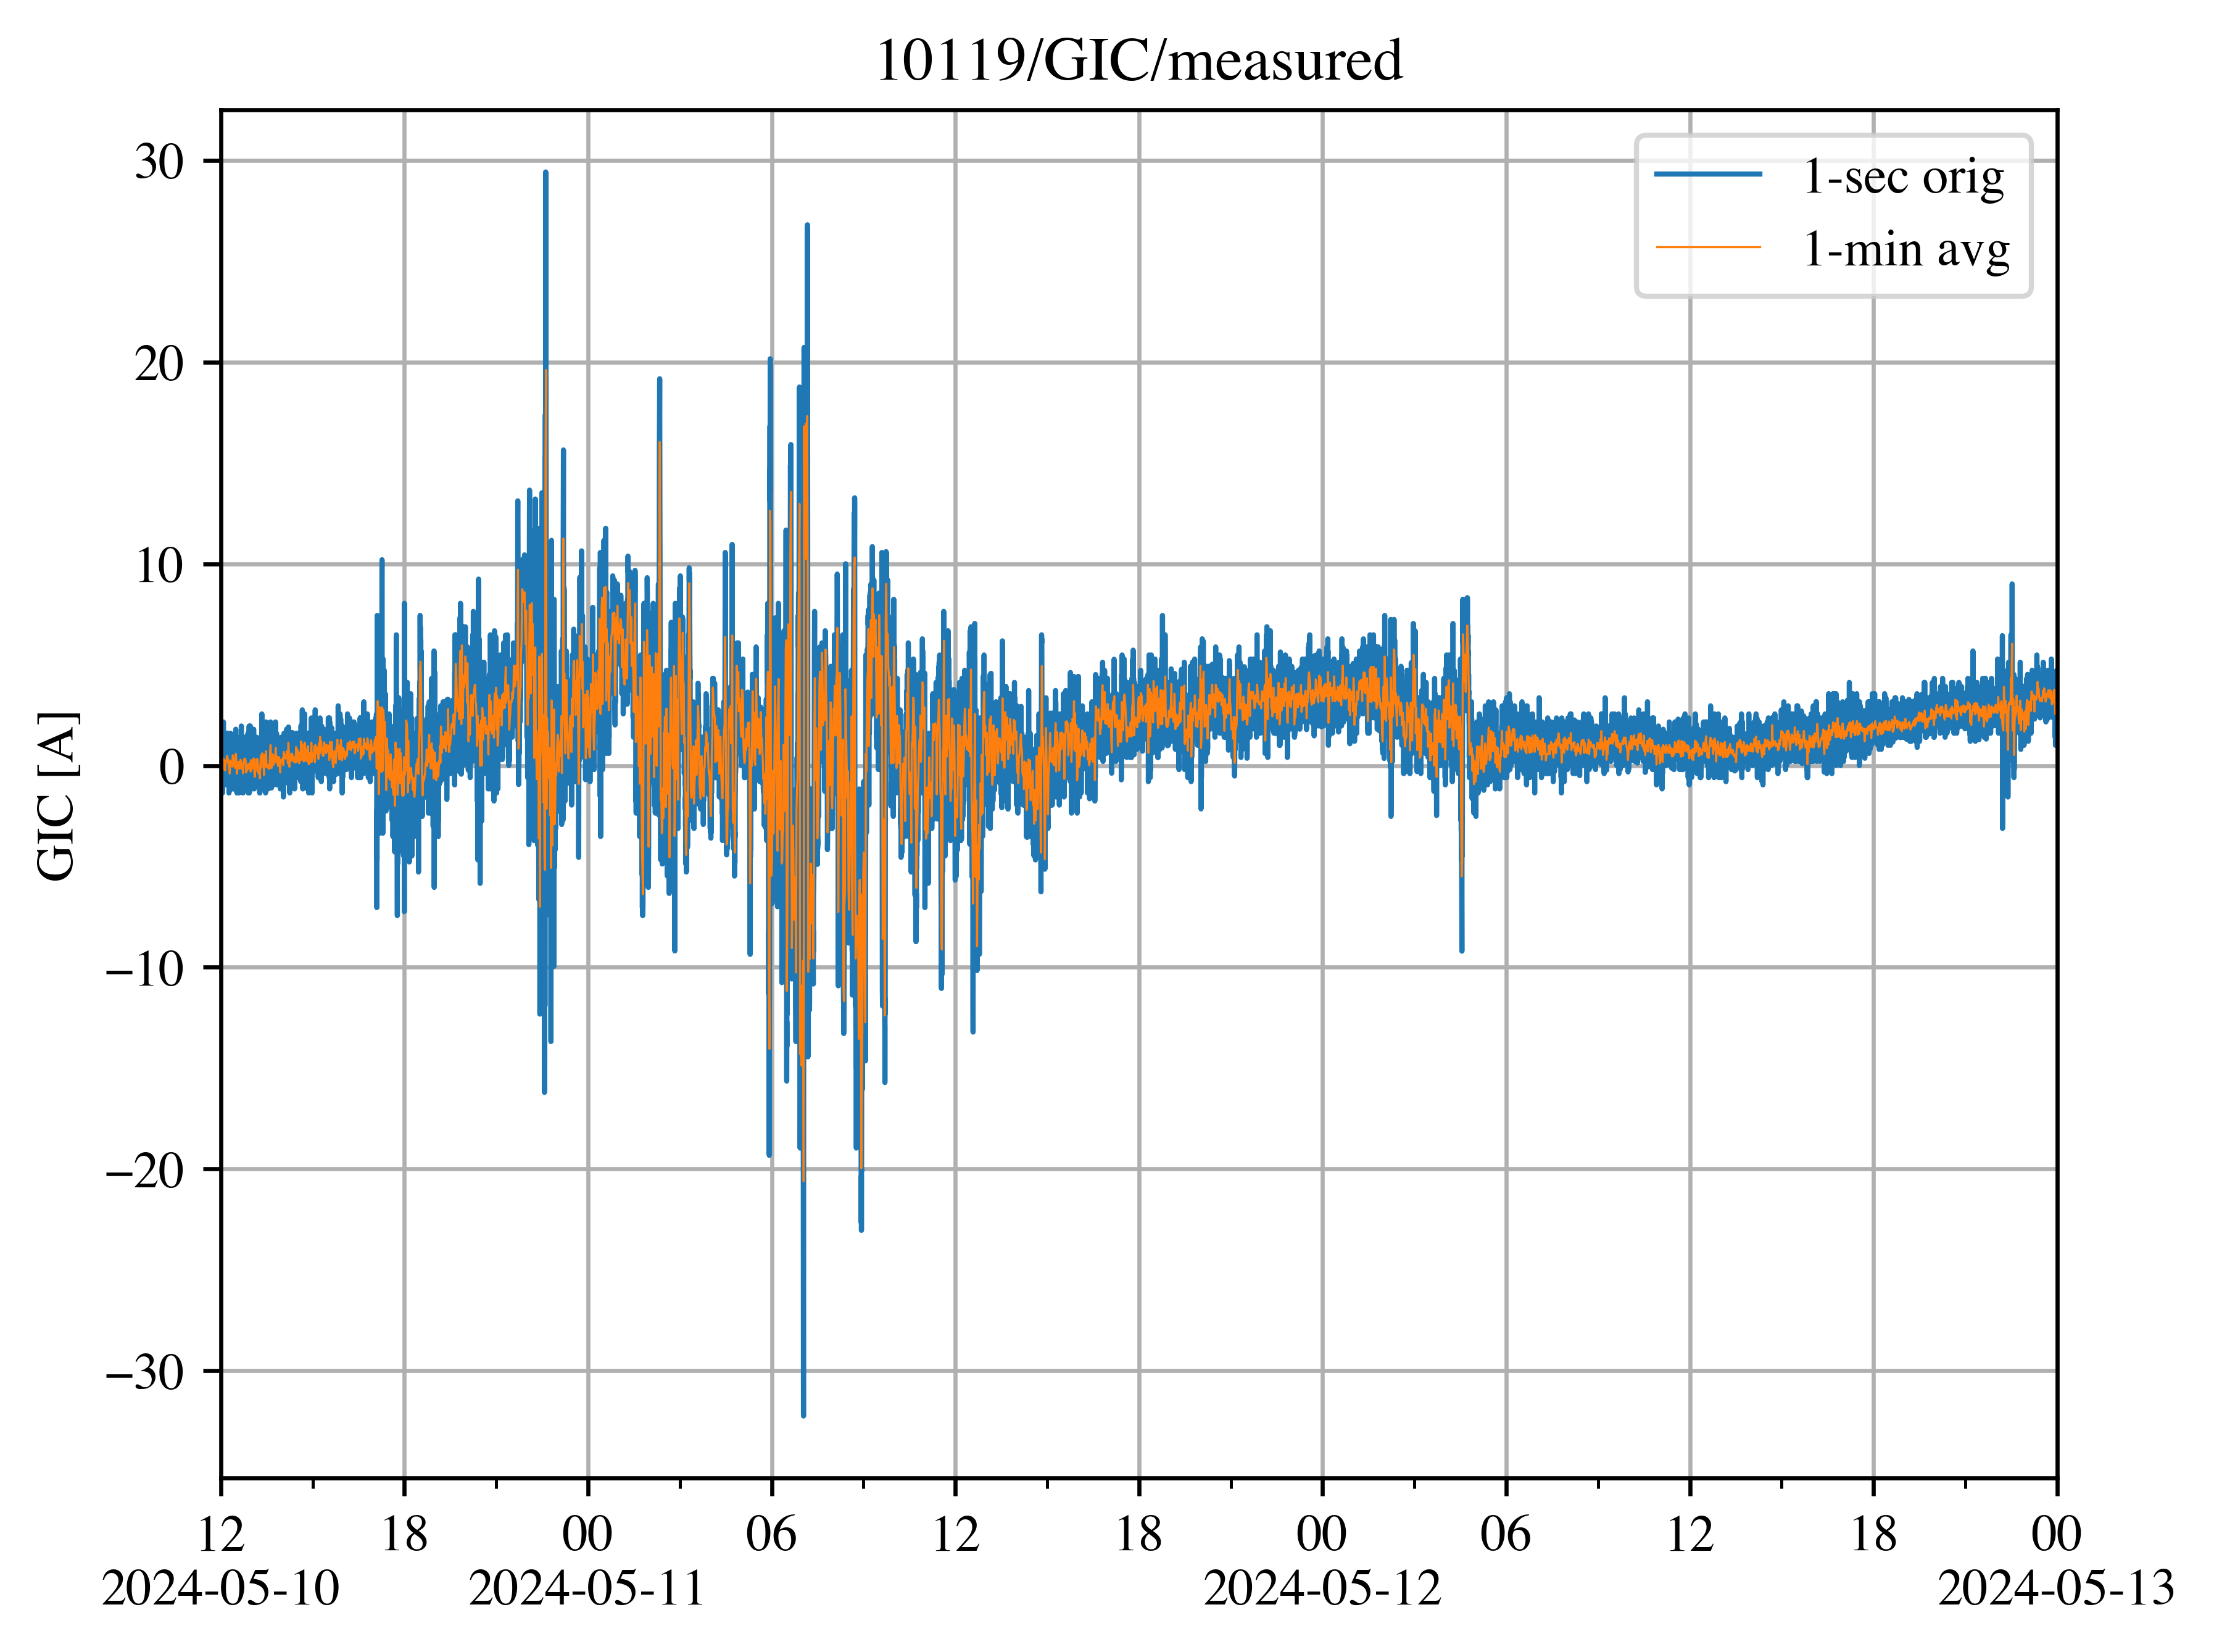 10119/GIC/measured
1-sec orig
1-min avg
GIC [A]
30
20
10
0
−10
−20
−30
12 18 00 06 12 18 00 06 12 18 00
2024-05-10 2024-05-11 2024-05-12 2024-05-13